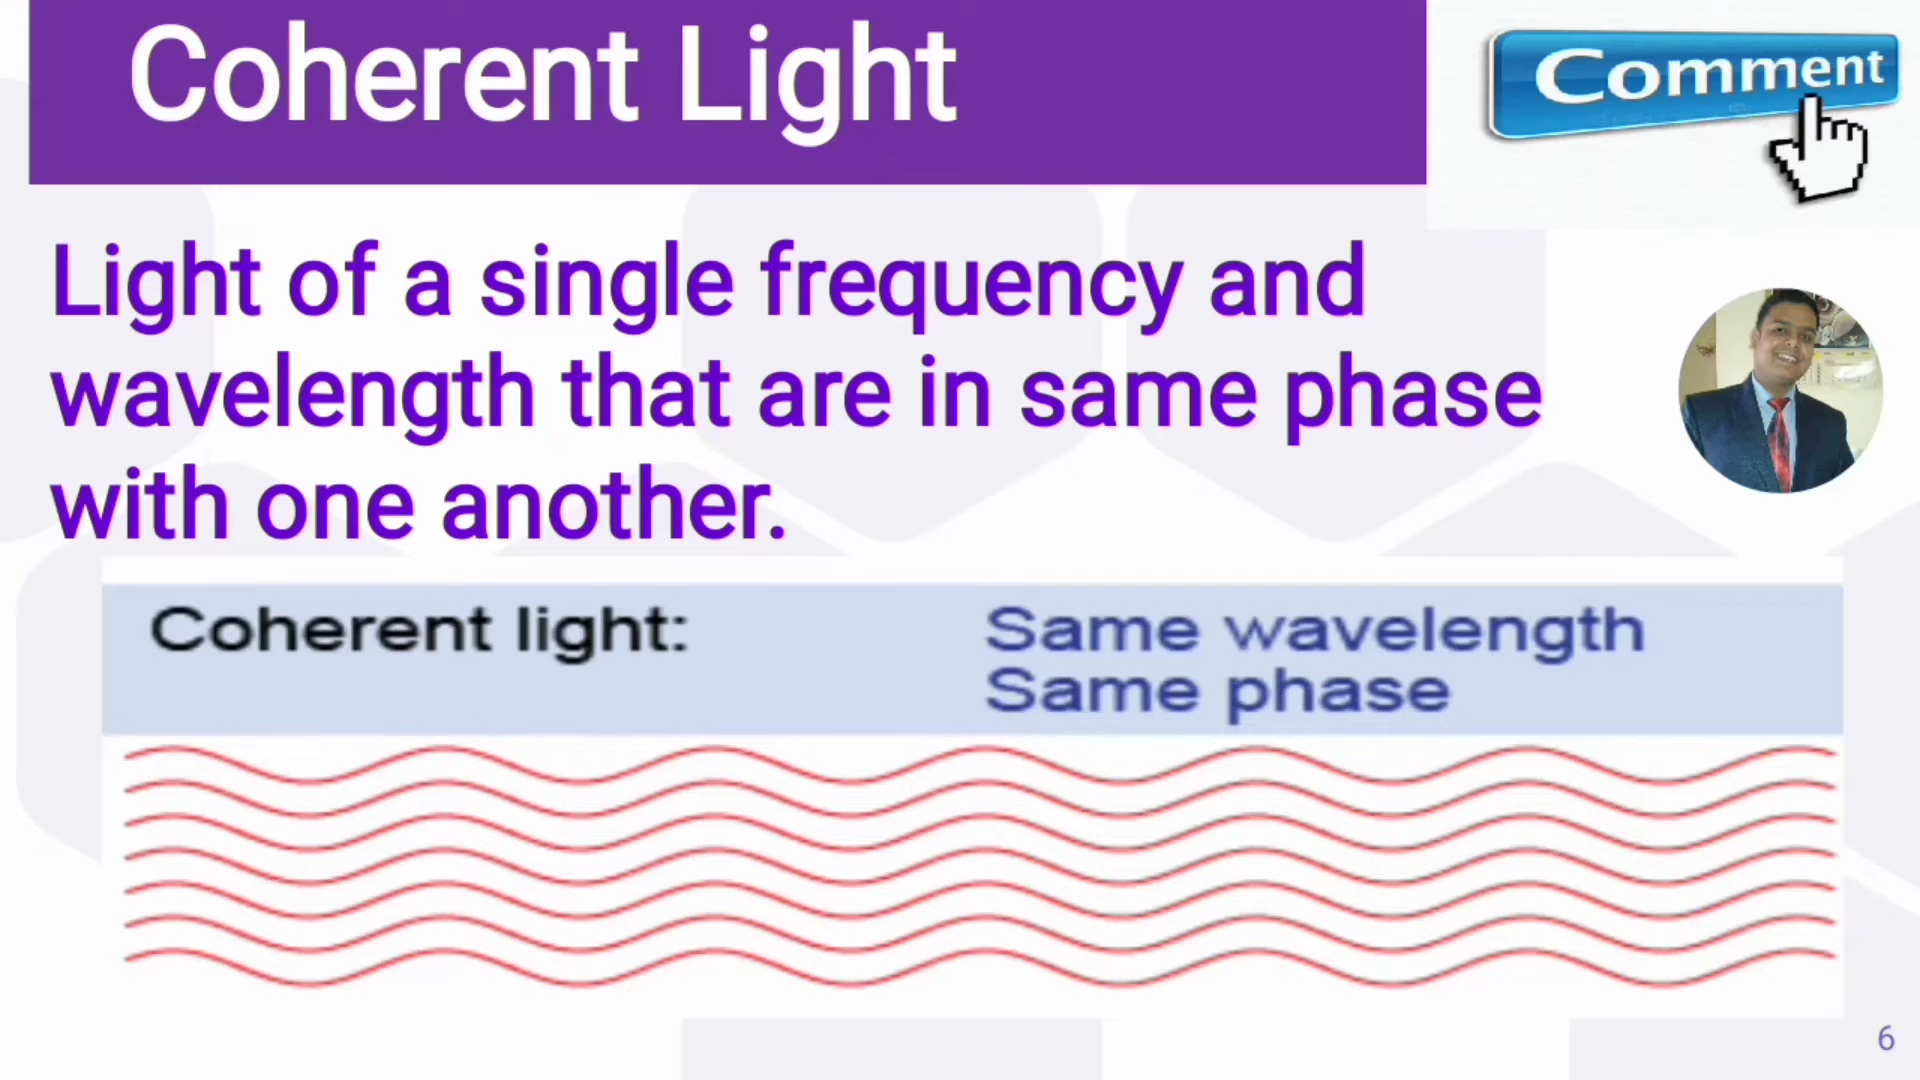 Coherent Light
Comment
Light of a single frequency and
wavelength that are in same phase
with one another.
Coherent light:
Same wavelength
Same phase
6